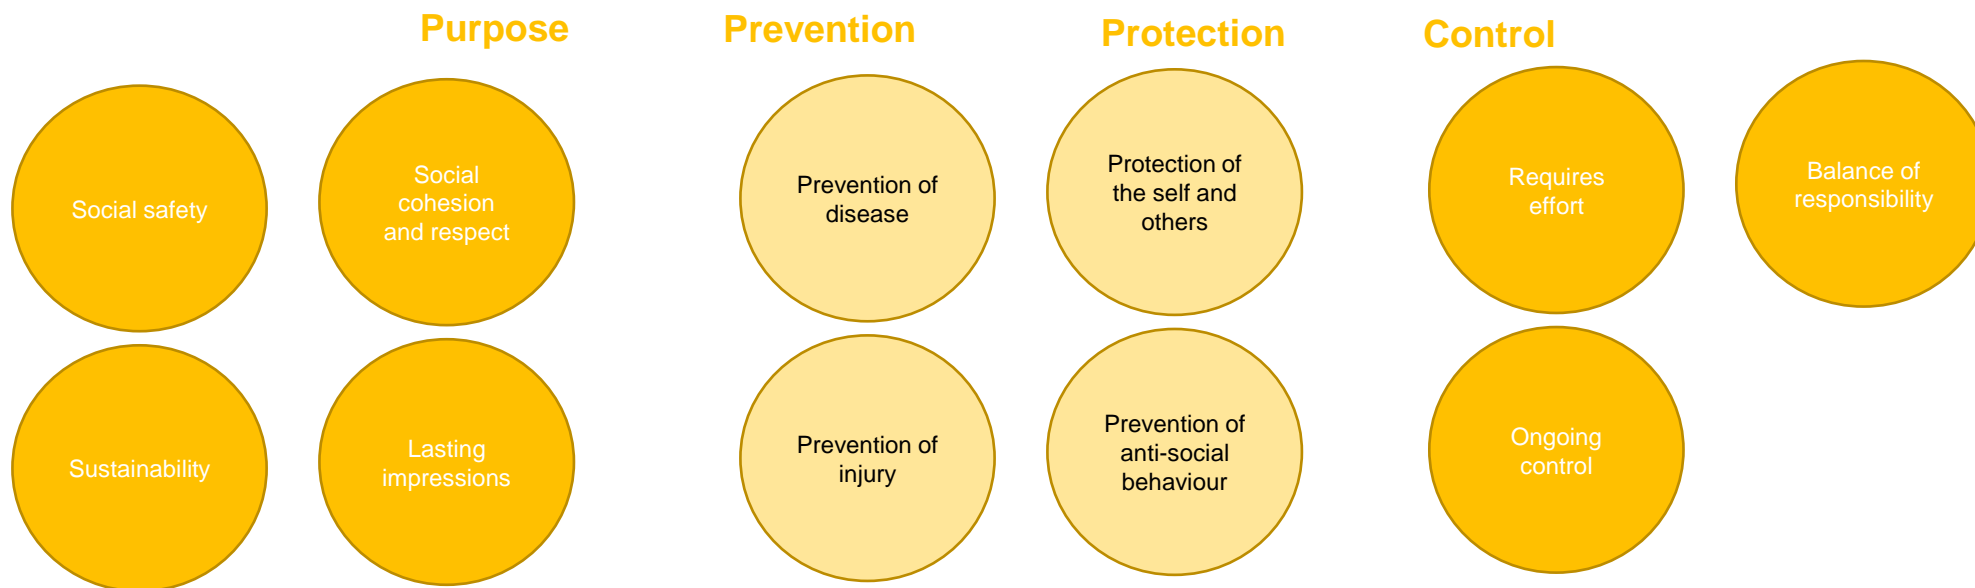 Purpose
Prevention
Protection
Control
Social safety
Social
cohesion
and respect
Prevention of
disease
Protection of
the self and
others
Requires
effort
Balance of
responsibility
Sustainability
Lasting
impressions
Prevention of
injury
Prevention of
anti-social
behaviour
Ongoing
control